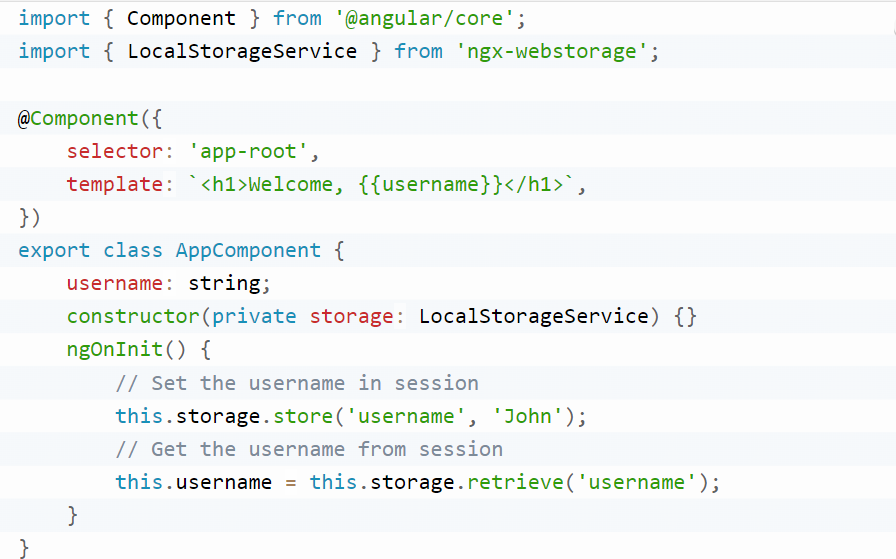 import { Component } from '@angular/core';
import { LocalStorageService } from 'ngx-webstorage';

@Component({
    selector: 'app-root',
    template: `<h1>Welcome, {{username}}</h1>`,
})
export class AppComponent {
    username: string;
    constructor(private storage: LocalStorageService) {}
    ngOnInit() {
        // Set the username in session
        this.storage.store('username', 'John');
        // Get the username from session
        this.username = this.storage.retrieve('username');
    }
}